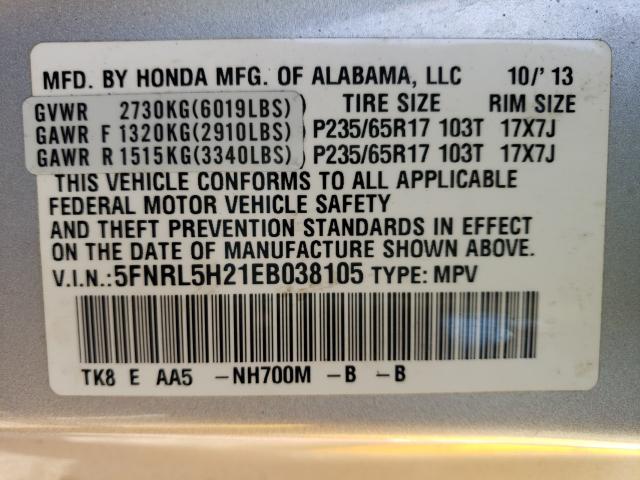 MFD. BY HONDA MFG. OF ALABAMA, LLC 10/' 13
GVWR 2730KG(6019LBS) TIRE SIZE RIM SIZE
GAWR F 1320KG(2910LBS) P235/65R17 103T 17X7J
GAWR R 1515KG(3340LBS) P235/65R17 103T 17X7J
THIS VEHICLE CONFORMS TO ALL APPLICABLE
FEDERAL MOTOR VEHICLE SAFETY
AND THEFT PREVENTION STANDARDS IN EFFECT
ON THE DATE OF MANUFACTURE SHOWN ABOVE.
V.I.N.:5FNRL5H21EB038105 TYPE: MPV
TK8 E AA5 -NH700M -B -B